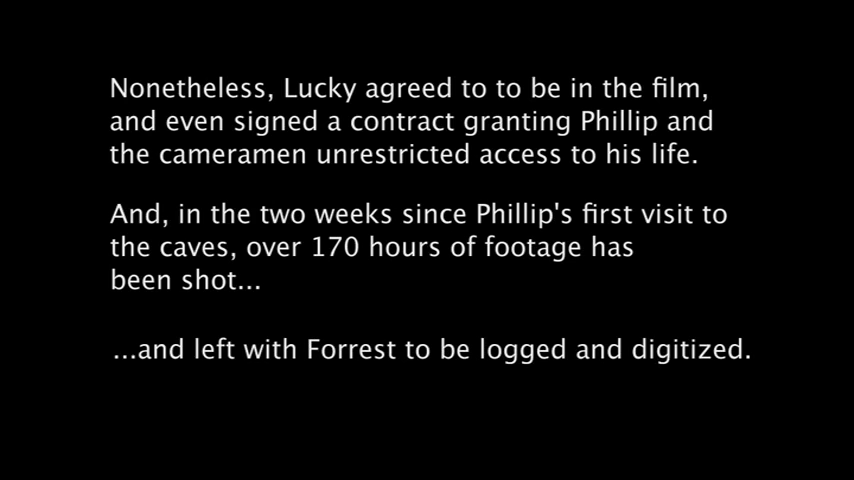 Nonetheless, Lucky agreed to to be in the film,
and even signed a contract granting Phillip and
the cameramen unrestricted access to his life.
And, in the two weeks since Phillip's first visit to
the caves, over 170 hours of footage has
been shot...
...and left with Forrest to be logged and digitized.